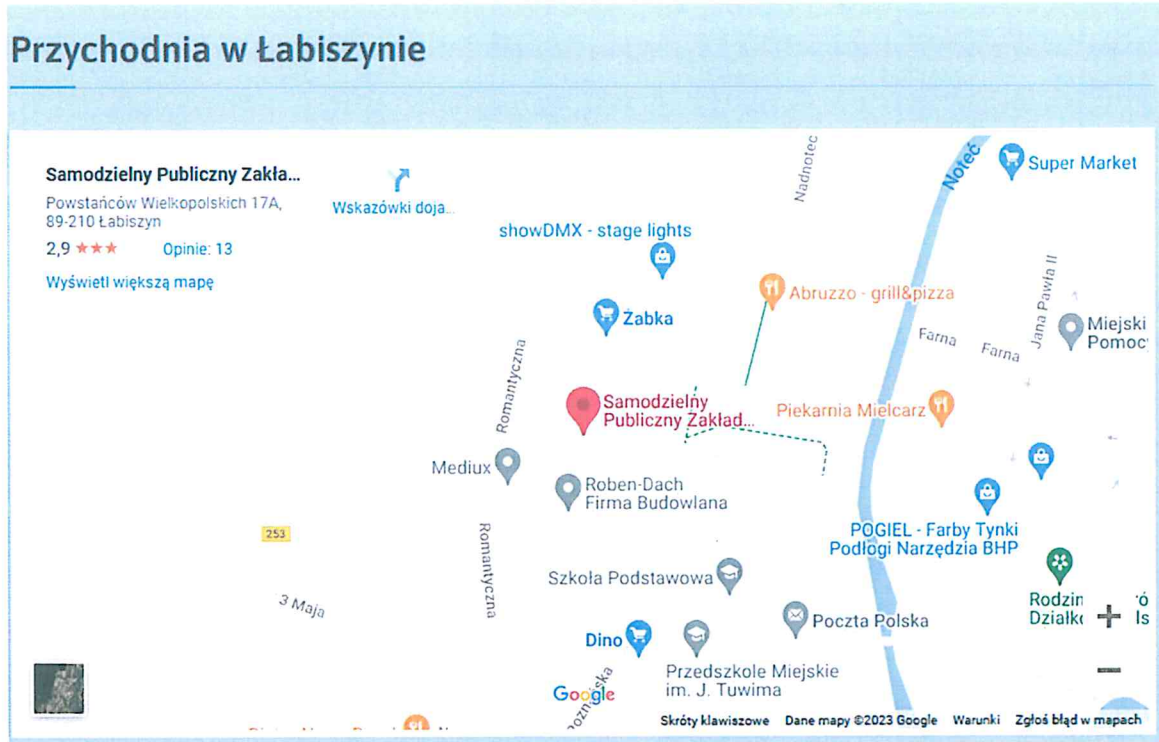 Przychodnia w Łabiszynie
Samodzielny Publiczny Zakła...
Powstańców Wielkopolskich 17A,
89-210 Łabiszyn
2,9
Opinie: 13
Wyświetl większą mapę
Wskazówki doja...
Nadnotec
Noteć
Super Market
showDMX - stage lights
Abruzzo - grill&pizza
Żabka
Jana Pawła II
Miejski
Pomoc
Farna
Farna
Romantyczna
Samodzielny
Publiczny Zakład...
Piekarnia Mielcarz
Mediux
Roben-Dach
Firma Budowlana
253
POGIEL - Farby Tynki
Podłogi Narzędzia BHP
Romantyczna
Szkoła Podstawowa
3 Maja
Rodzin
Działk
Poczta Polska
Dino
Przedszkole Miejskie
im. J. Tuwima
Google
Skróty klawiszowe
Dane mapy ©2023 Google
Warunki
Zgłoś błąd w mapach